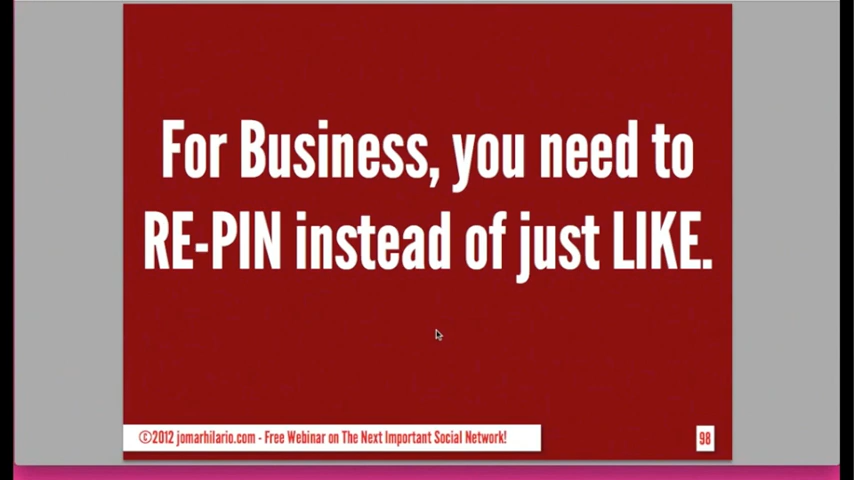 For Business, you need to
RE-PIN instead of just LIKE.
©2012 jomarhilario.com - Free Webinar on The Next Important Social Network!
98